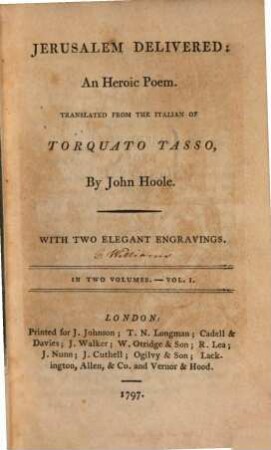 JERUSALEM DELIVERED:
An Heroic Poem.
TRANSLATED FROM THE ITALIAN OF
TORQUATO TASSO,
By John Hoole.
WITH TWO ELEGANT ENGRAVINGS.
Williams
IN TWO VOLUMES.—VOL. I.
LONDON:
Printed for J. Johnson; T. N. Longman; Cadell &
Davies; J. Walker; W. Otridge & Son; R. Lea;
J. Nunn; J. Cuthell; Ogilvy & Son; Lack-
ington, Allen, & Co. and Vernor & Hood.
1797.